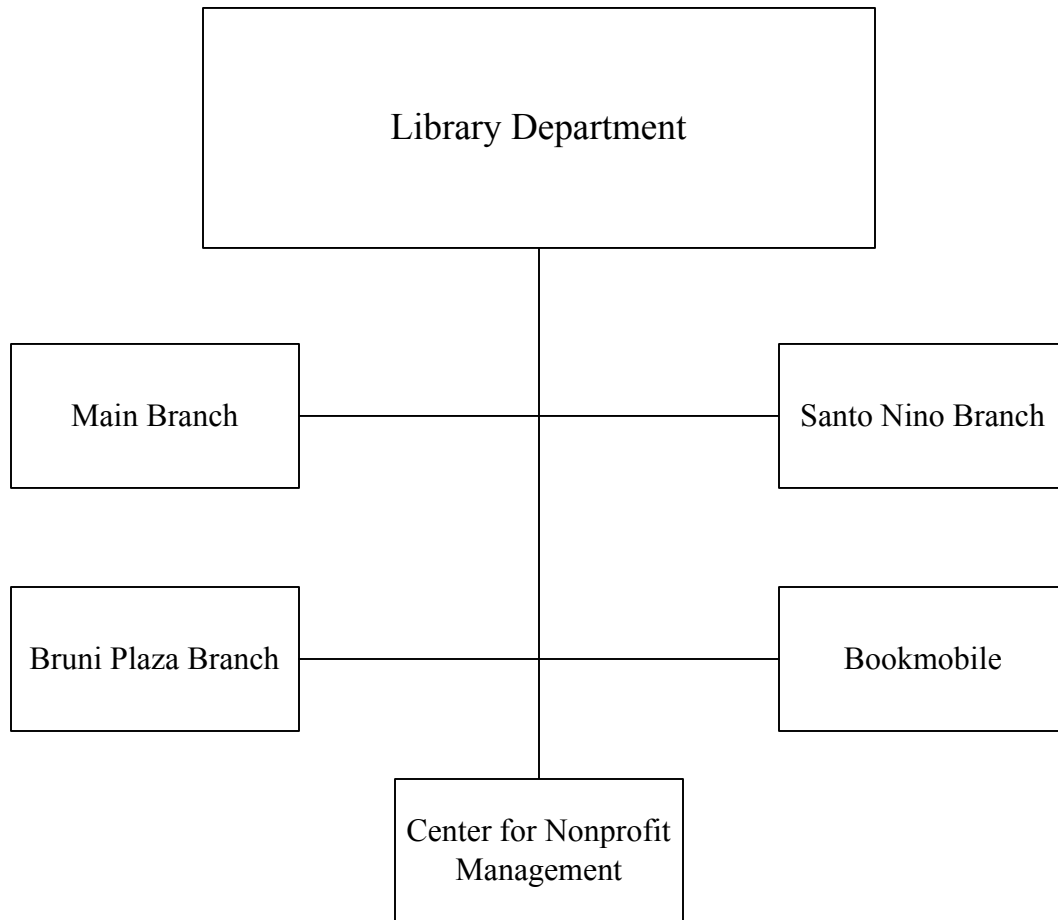 Library Department
Main Branch
Santo Nino Branch
Bruni Plaza Branch
Bookmobile
Center for Nonprofit
Management